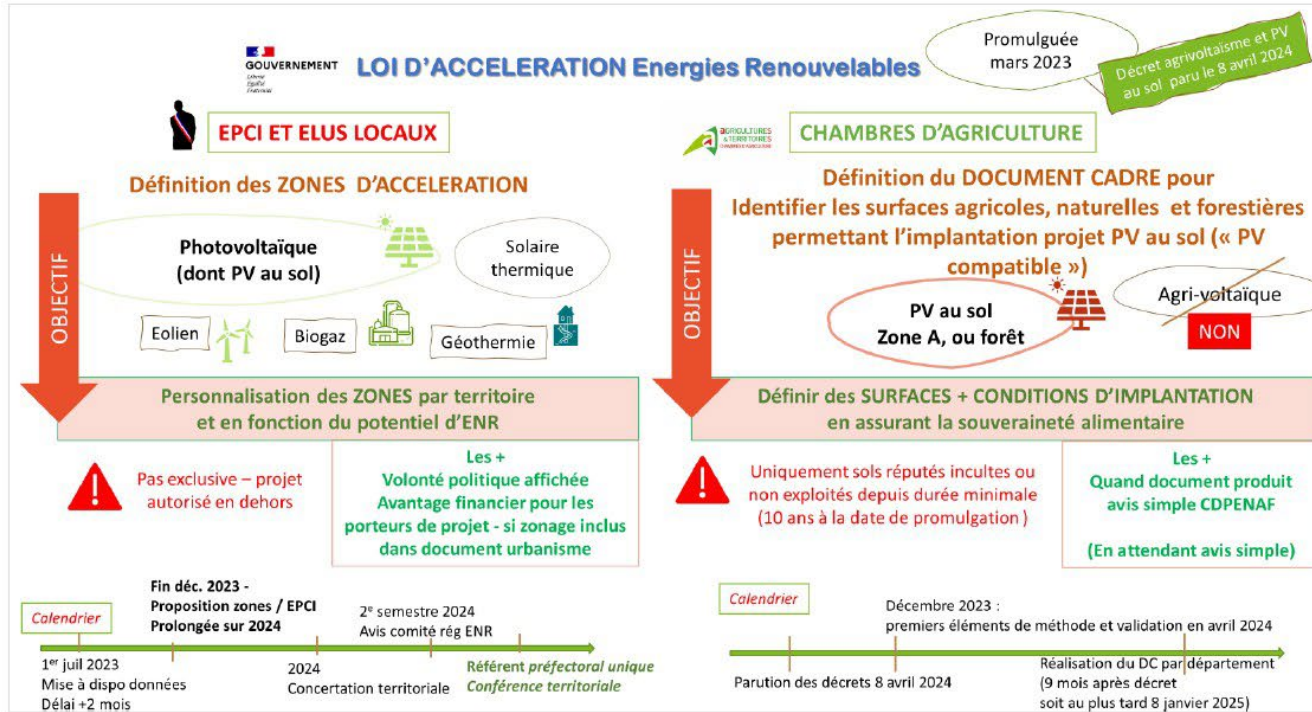 GOUVERNEMENT
Liberté
Égalité
Fraternité
LOI D'ACCELERATION Energies Renouvelables
Promulguée
mars 2023
Décret agrivoltaisme et PV
au sol paru le 8 avril 2024
EPCI ET ELUS LOCAUX
Définition des ZONES D'ACCELERATION
OBJECTIF
Photovoltaïque
(dont PV au sol)
Solaire
thermique
Eolien
Biogaz
Géothermie
Personnalisation des ZONES par territoire
et en fonction du potentiel d'ENR
Pas exclusive – projet
autorisé en dehors
Les +
Volonté politique affichée
Avantage financier pour les
porteurs de projet - si zonage inclus
dans document urbanisme
Calendrier
Fin déc. 2023 -
Proposition zones / EPCI
Prolongée sur 2024
2e semestre 2024
Avis comité rég ENR
1er juil 2023
Mise à dispo données
Délai +2 mois
2024
Concertation territoriale
Référent préfectoral unique
Conférence territoriale
AGRICULTURES
& TERRITOIRES
CHAMBRES D'AGRICULTURE
CHAMBRES D'AGRICULTURE
Définition du DOCUMENT CADRE pour
Identifier les surfaces agricoles, naturelles et forestières
permettant l'implantation projet PV au sol (« PV
compatible »)
OBJECTIF
PV au sol
Zone A, ou forêt
Agri-voltaïque
NON
Définir des SURFACES + CONDITIONS D'IMPLANTATION
en assurant la souveraineté alimentaire
Uniquement sols réputés incultes ou
non exploités depuis durée minimale
(10 ans à la date de promulgation )
Les +
Quand document produit
avis simple CDPENAF
(En attendant avis simple)
Calendrier
Décembre 2023 :
premiers éléments de méthode et validation en avril 2024
Parution des décrets 8 avril 2024
Réalisation du DC par département
(9 mois après décret
soit au plus tard 8 janvier 2025)